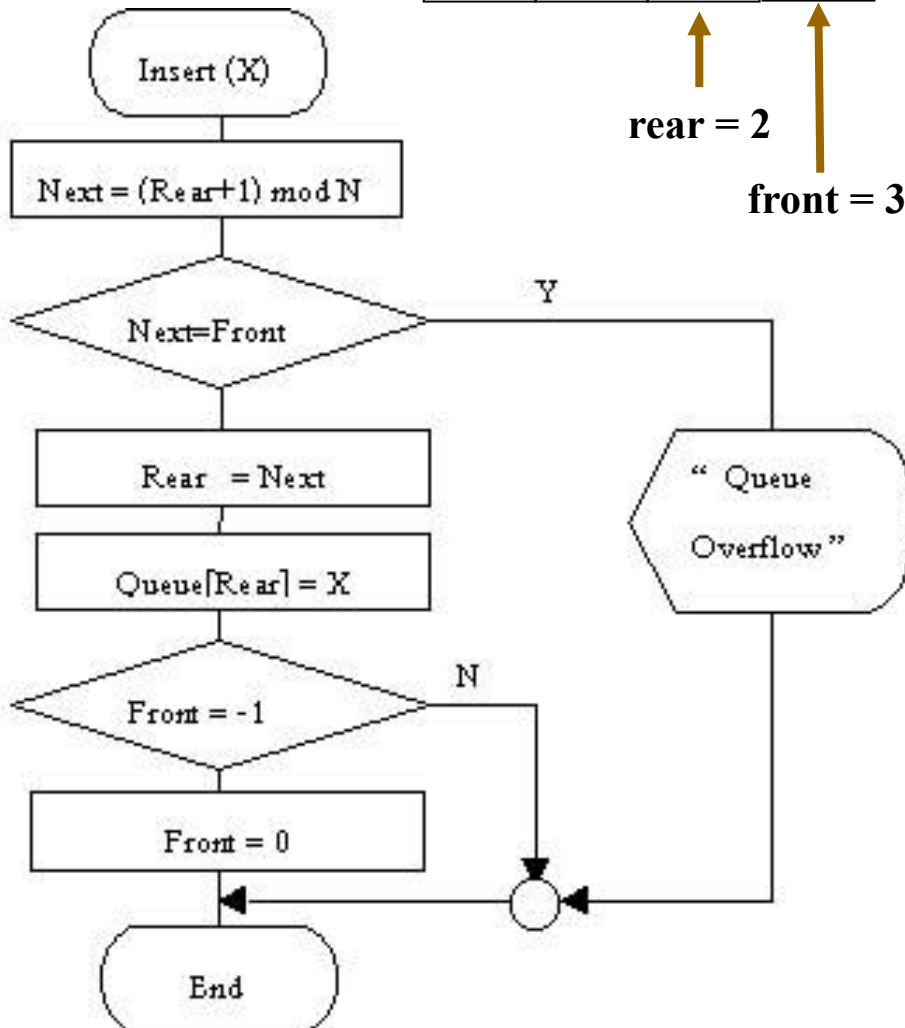 Insert (X)
rear = 2
Next = (Rear+1) mod N
front = 3
Y
Next=Front
Rear = Next
“ Queue
Overflow ”
Queue[Rear] = X
N
Front = -1
Front = 0
End